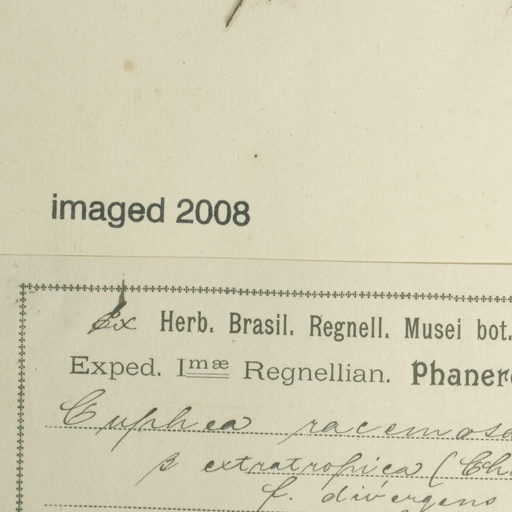 imaged 2008
Ex Herb. Brasil. Regnell. Musei bot.
Exped. Imæ Regnellian. Phanero
Cuphea racemosa
β extratropica (Ch
f. divergens